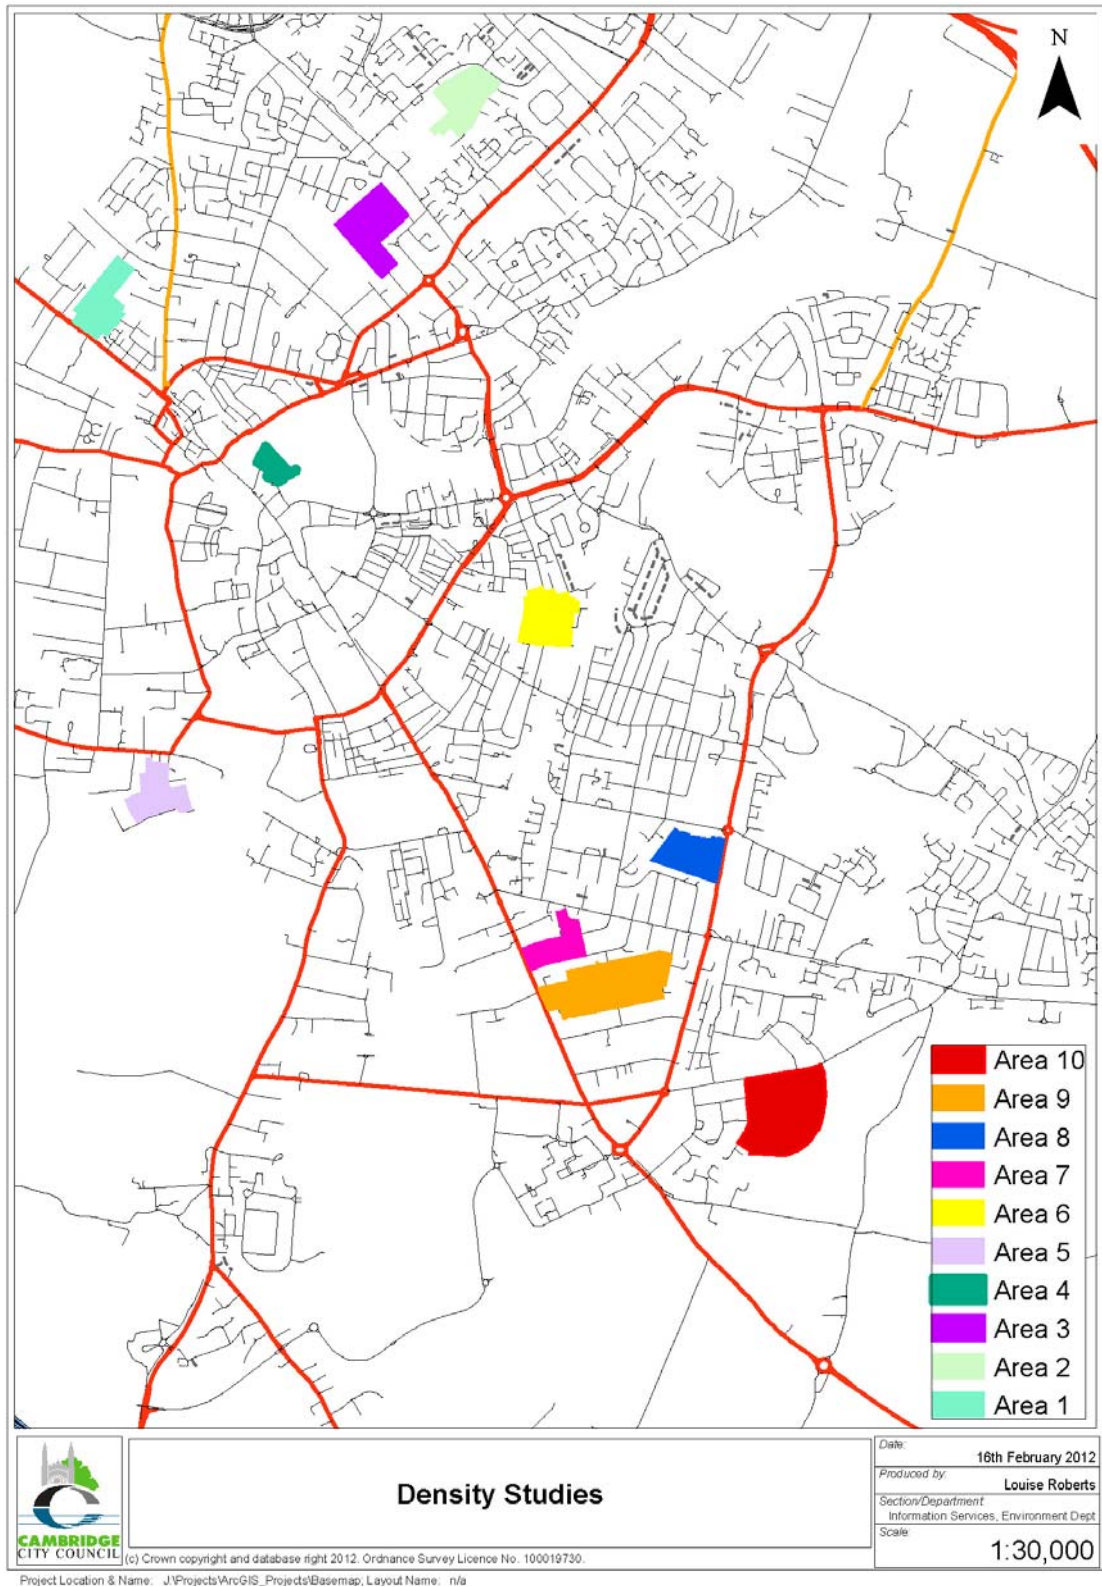 N
Area 10
Area 9
Area 8
Area 7
Area 6
Area 5
Area 4
Area 3
Area 2
Area 1
CAMBRIDGE
CITY COUNCIL
Density Studies
(c) Crown copyright and database right 2012. Ordnance Survey Licence No. 100019730.
Date:
16th February 2012
Produced by:
Louise Roberts
Section/Department
Information Services, Environment Dept
Scale:
1:30,000
Project Location & Name: J:\Projects\ArcGIS_Projects\Basemap; Layout Name: n/a